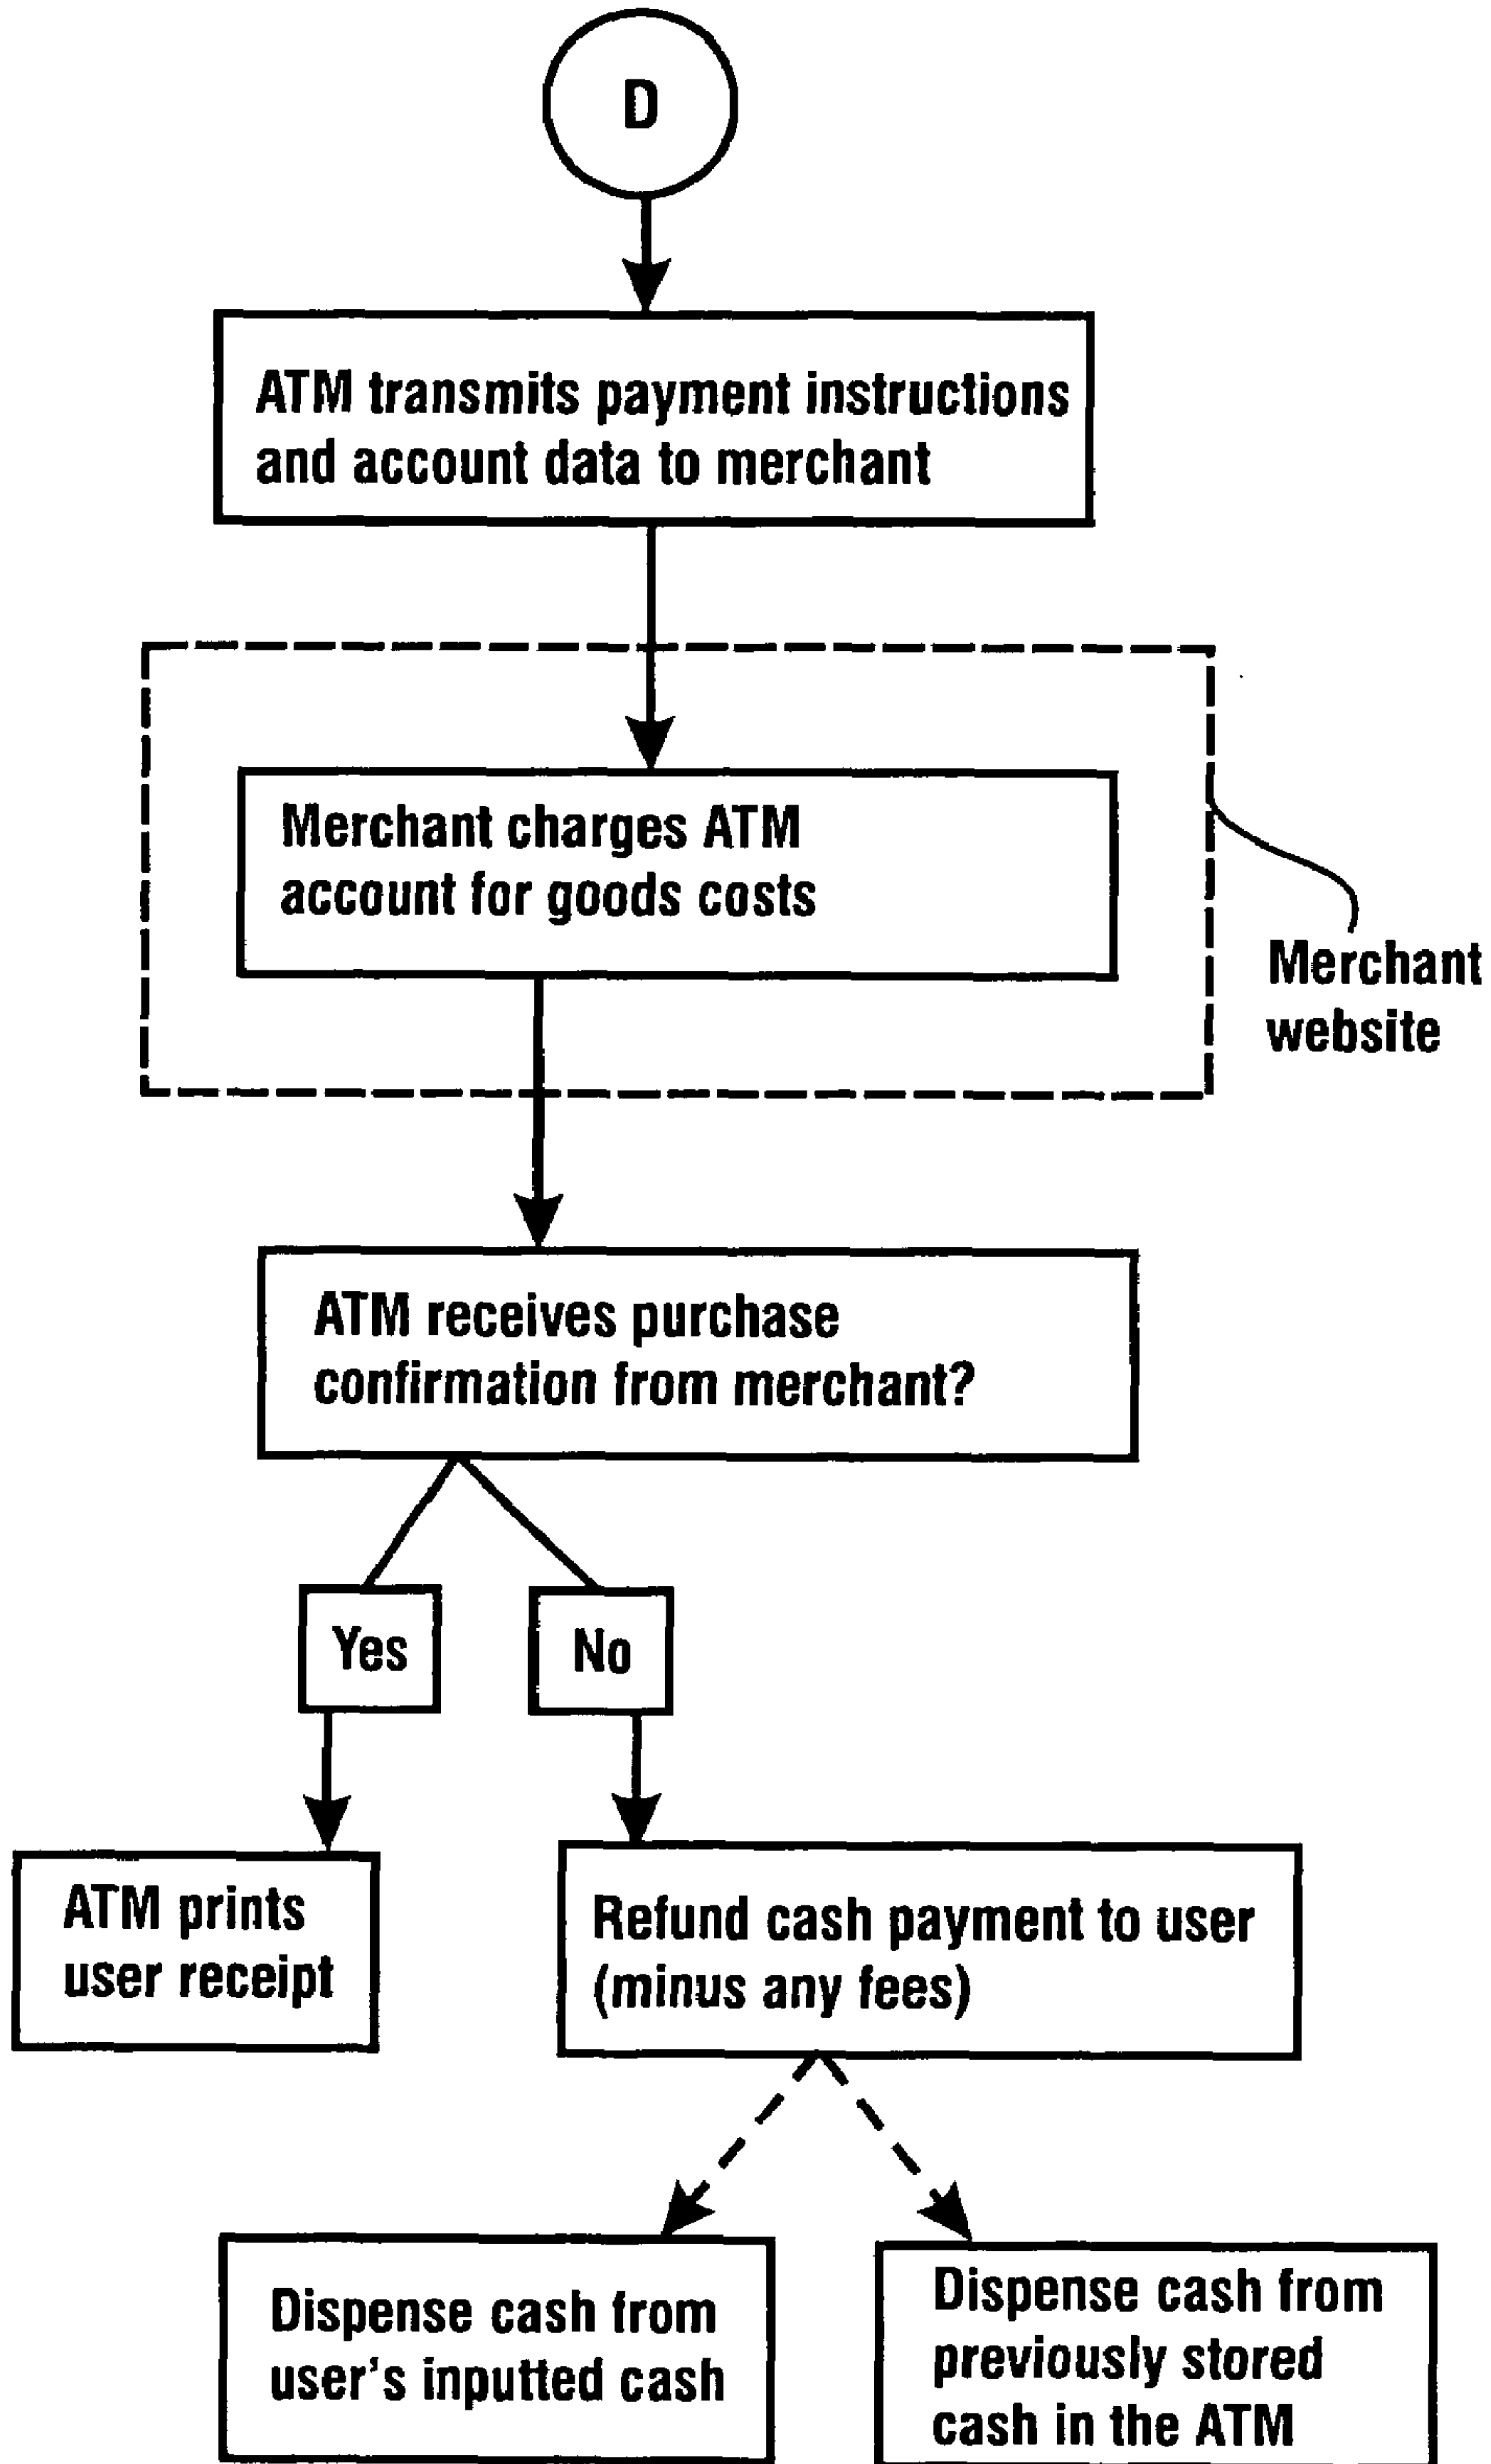 D
ATM transmits payment instructions
and account data to merchant
Merchant charges ATM
account for goods costs
Merchant
website
ATM receives purchase
confirmation from merchant?
Yes
No
ATM prints
user receipt
Refund cash payment to user
(minus any fees)
Dispense cash from
user's inputted cash
Dispense cash from
previously stored
cash in the ATM